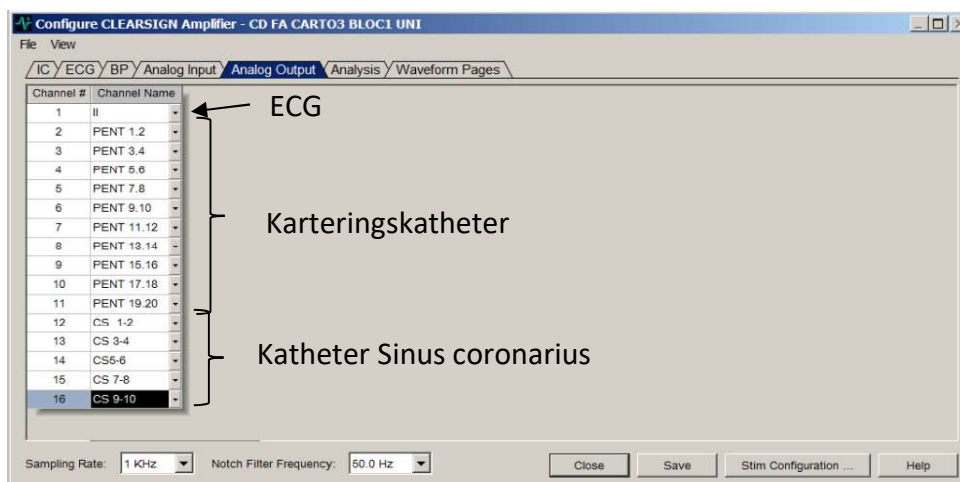 Configure CLEARSIGN Amplifier - CD FA CARTO3 BLOC1 UNI
File View
IC ECG BP Analog Input Analog Output Analysis Waveform Pages
Channel # Channel Name
1 II
ECG
2 PENT 1.2
3 PENT 3.4
4 PENT 5.6
5 PENT 7.8
6 PENT 9.10
7 PENT 11.12
Karteringskatheter
8 PENT 13.14
9 PENT 15.16
10 PENT 17.18
11 PENT 19.20
12 CS 1-2
13 CS 3-4
14 CS5-6
Katheter Sinus coronarius
15 CS 7-8
16 CS 9-10
Sampling Rate: 1 KHz Notch Filter Frequency: 50.0 Hz Close Save Stim Configuration ... Help